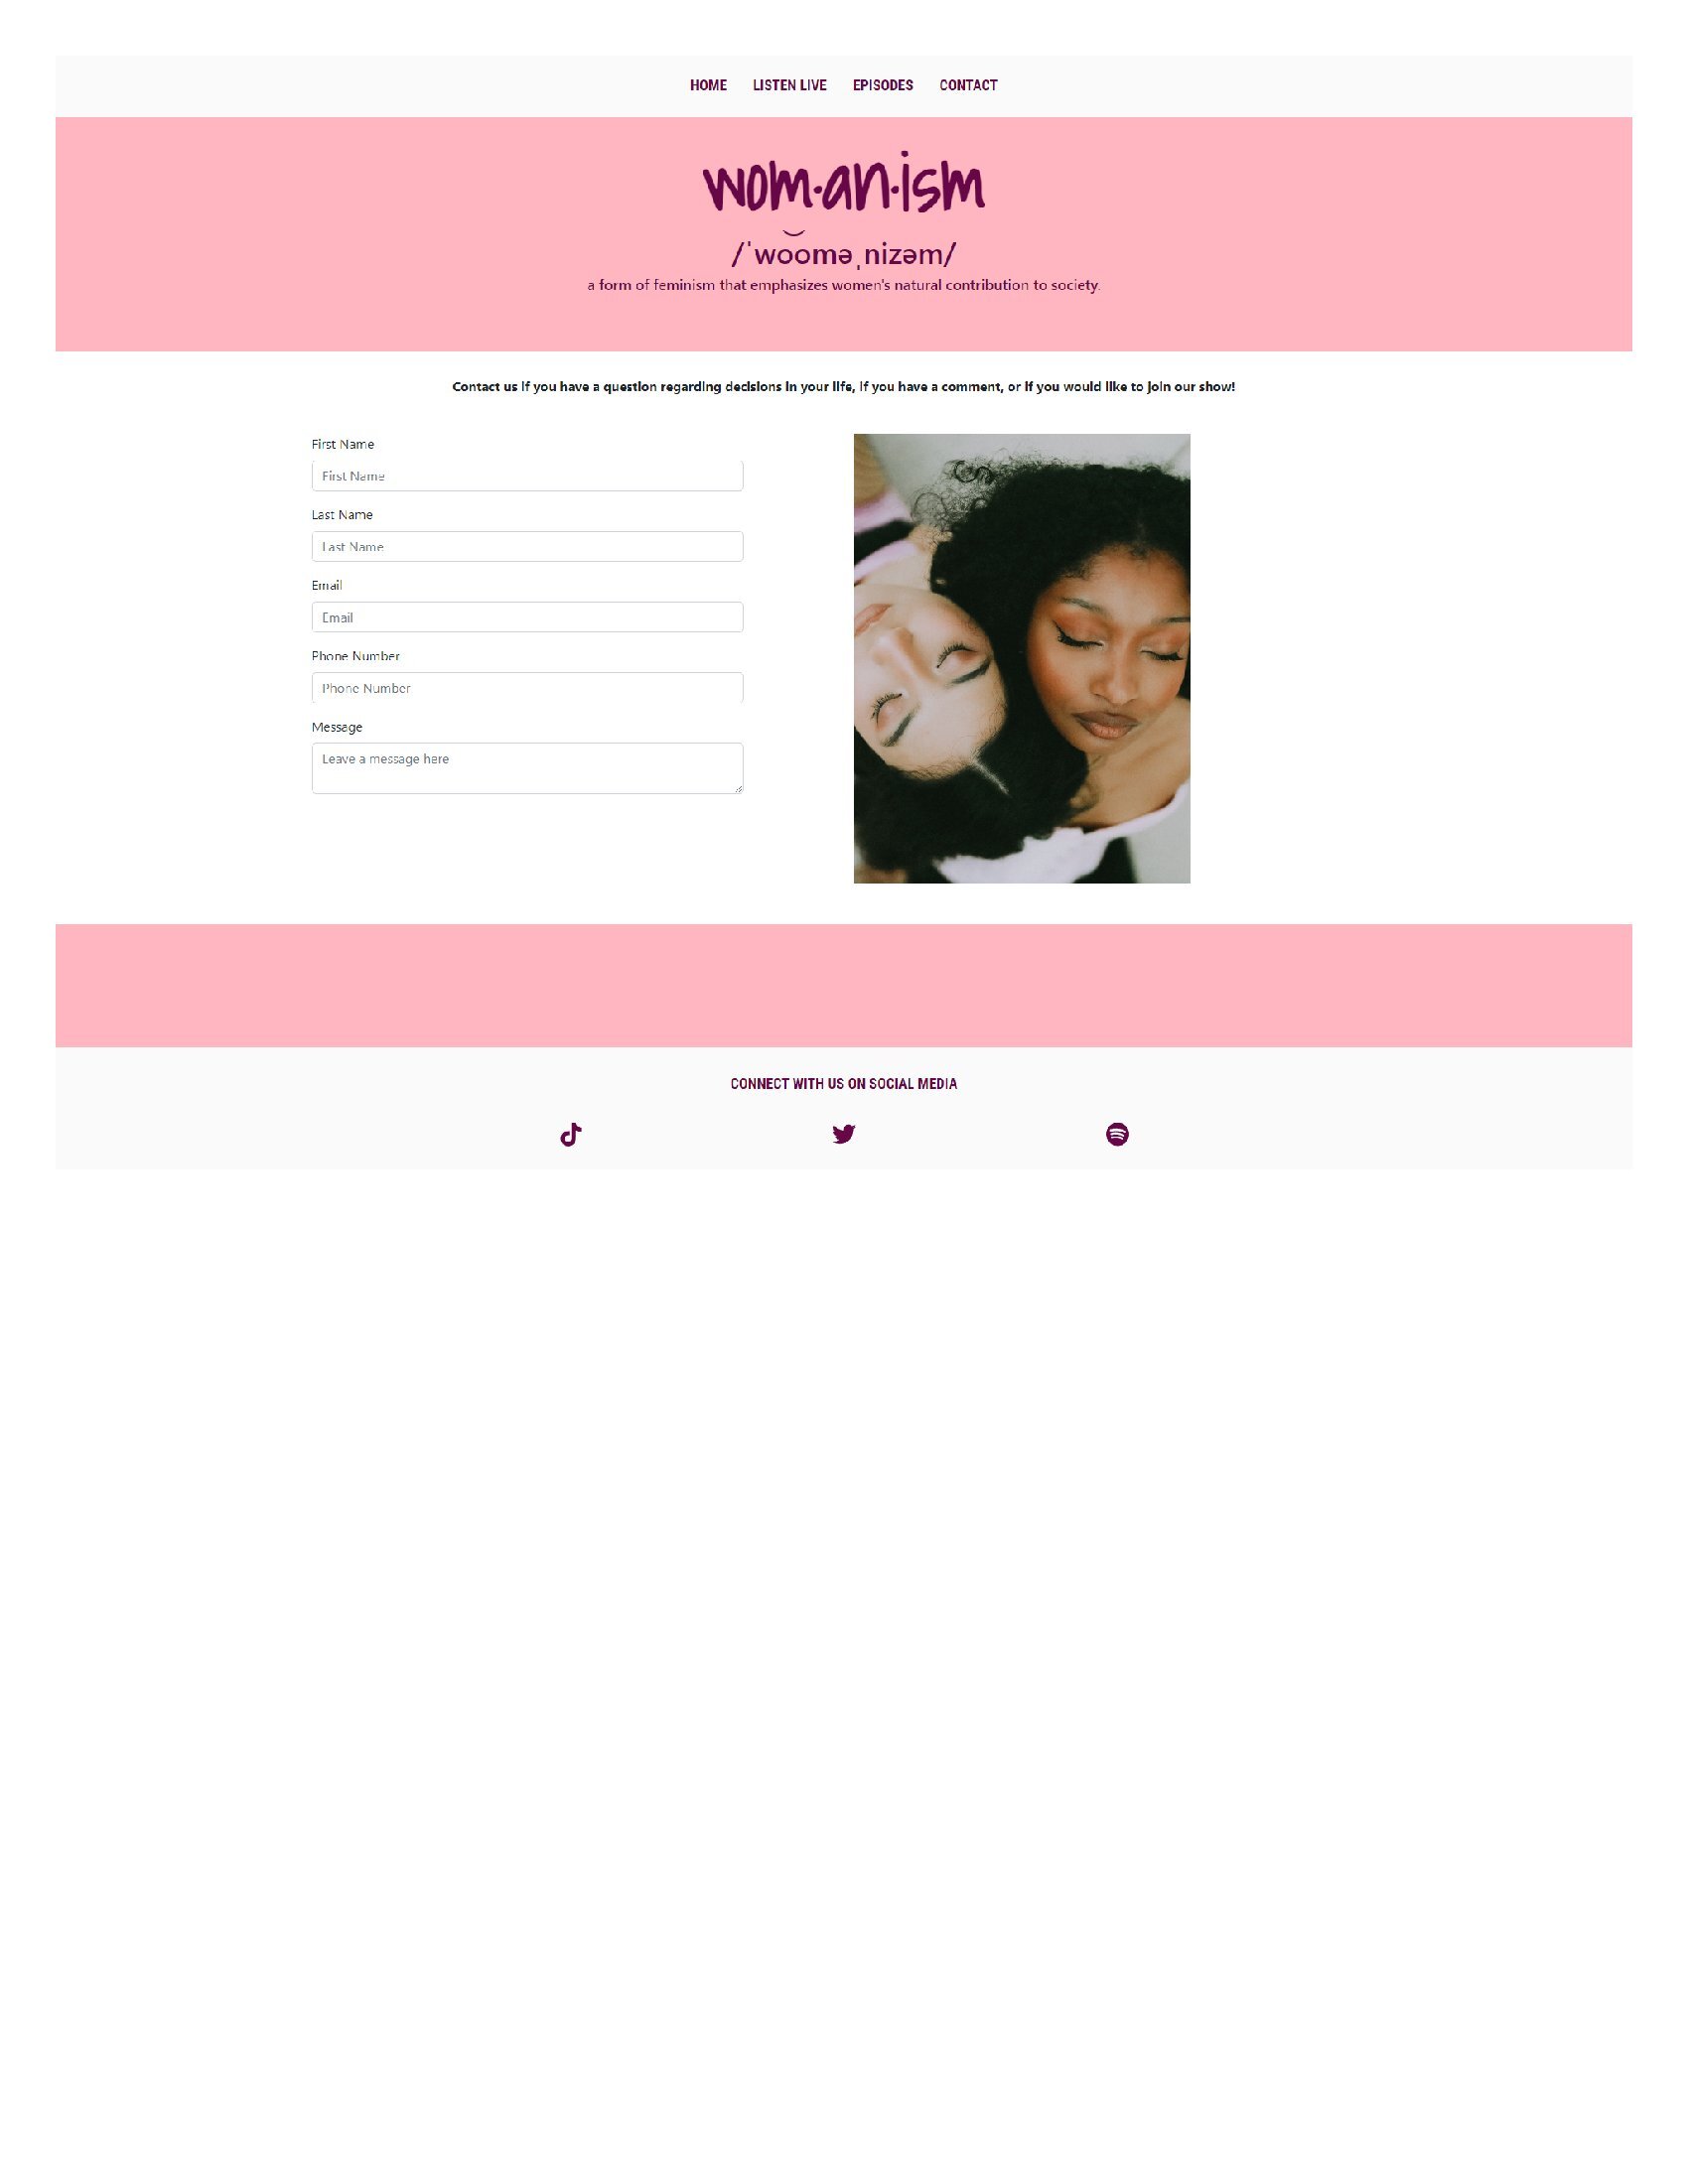 HOME LISTEN LIVE EPISODES CONTACT
wom·an·ism
/ˈwo͝oməˌnizəm/
a form of feminism that emphasizes women's natural contribution to society.
Contact us if you have a question regarding decisions in your life, if you have a comment, or if you would like to join our show!
First Name
First Name
Last Name
Last Name
Email
Email
Phone Number
Phone Number
Message
Leave a message here
CONNECT WITH US ON SOCIAL MEDIA